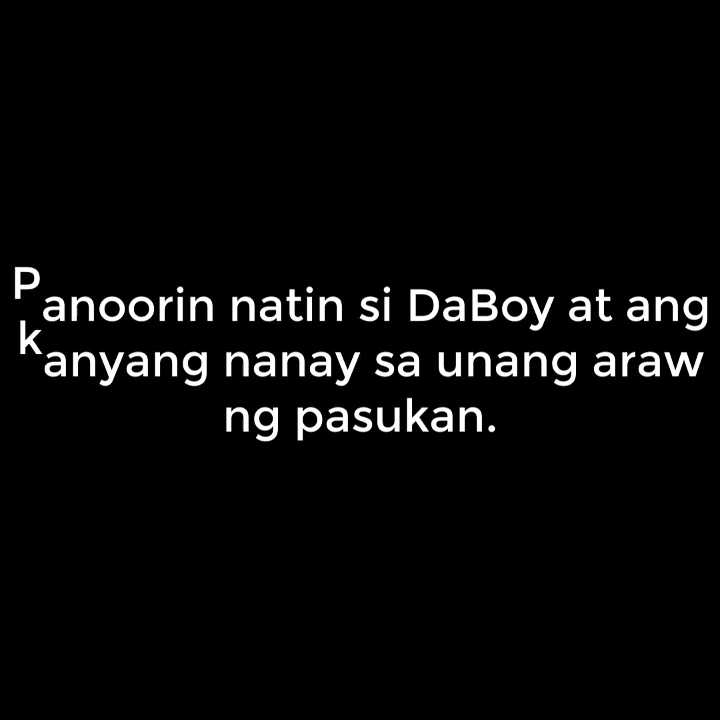 Panoorin natin si DaBoy at ang
kanyang nanay sa unang araw
ng pasukan.